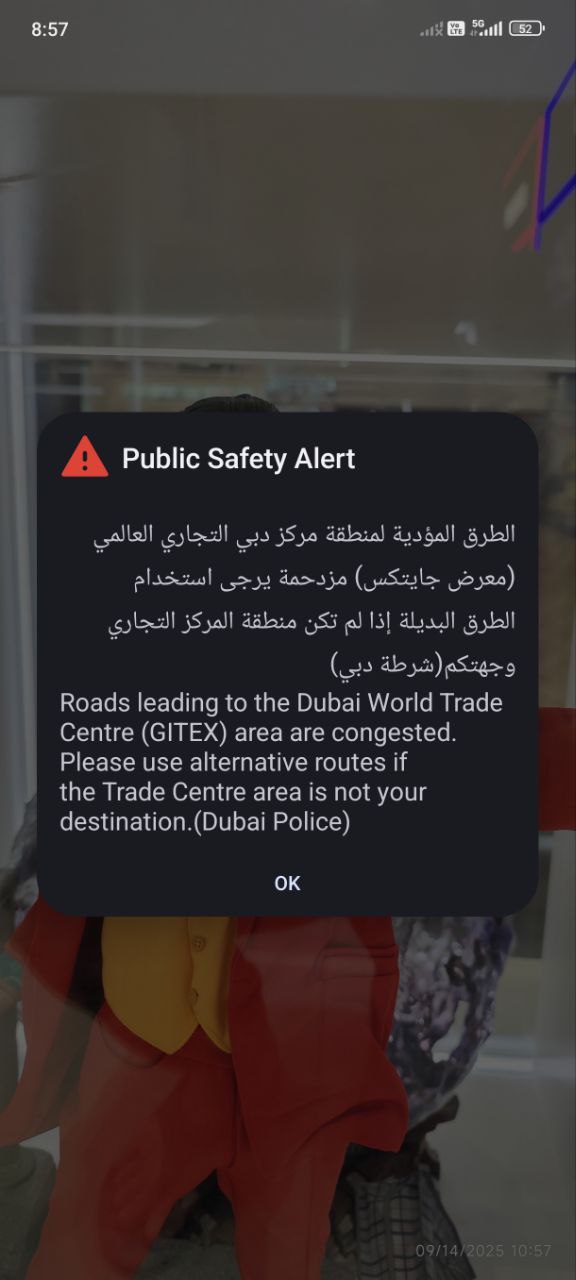 8:57
Vo LTE
5G
52
Public Safety Alert
الطرق المؤدية لمنطقة مركز دبي التجاري العالمي
(معرض جايتكس) مزدحمة يرجى استخدام
الطرق البديلة إذا لم تكن منطقة المركز التجاري
وجهتكم(شرطة دبي)
Roads leading to the Dubai World Trade
Centre (GITEX) area are congested.
Please use alternative routes if
the Trade Centre area is not your
destination.(Dubai Police)
OK
09/14/2025 10:57